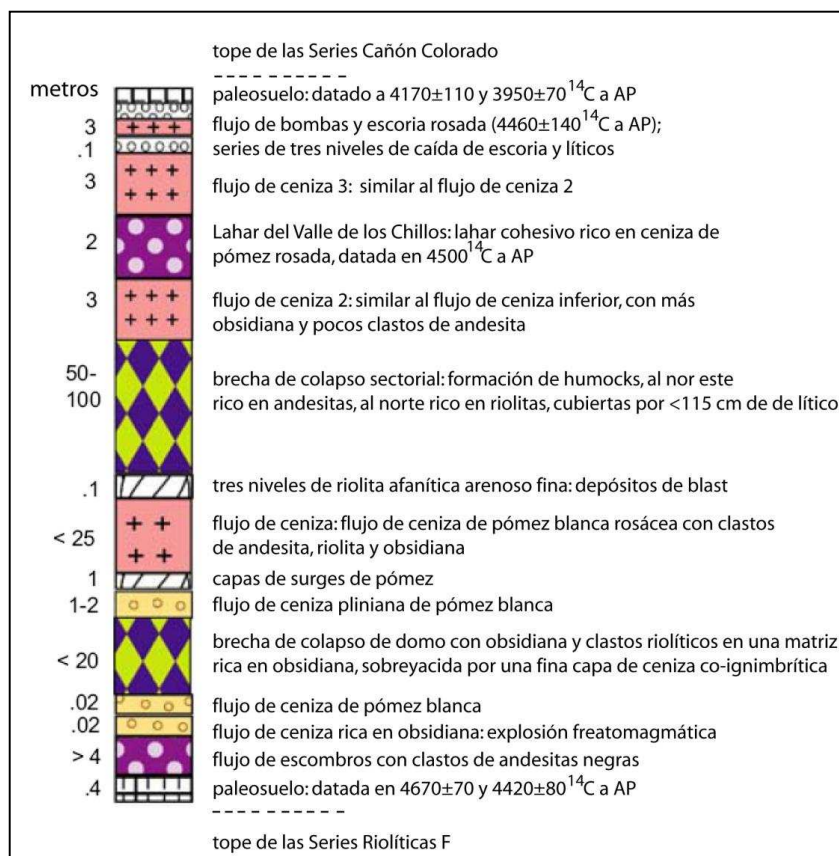 tope de las Series Cañón Colorado
metros
paleosuelo: datado a 4170±110 y 3950±70 14C a AP
3
flujo de bombas y escoria rosada (4460±140 14C a AP);
.1
series de tres niveles de caída de escoria y líticos
3
flujo de ceniza 3: similar al flujo de ceniza 2
2
Lahar del Valle de los Chillos: lahar cohesivo rico en ceniza de
pómez rosada, datada en 4500 14C a AP
3
flujo de ceniza 2: similar al flujo de ceniza inferior, con más
obsidiana y pocos clastos de andesita
50-
100
brecha de colapso sectorial: formación de humocks, al nor este
rico en andesitas, al norte rico en riolitas, cubiertas por <115 cm de de lítico
.1
tres niveles de riolita afanítica arenoso fina: depósitos de blast
< 25
flujo de ceniza: flujo de ceniza de pómez blanca rosácea con clastos
de andesita, riolita y obsidiana
1
capas de surges de pómez
1-2
flujo de ceniza pliniana de pómez blanca
< 20
brecha de colapso de domo con obsidiana y clastos riolíticos en una matriz
rica en obsidiana, sobreyacida por una fina capa de ceniza co-ignimbrítica
.02
flujo de ceniza de pómez blanca
.02
flujo de ceniza rica en obsidiana: explosión freatomagmática
> 4
flujo de escombros con clastos de andesitas negras
.4
paleosuelo: datada en 4670±70 y 4420±80 14C a AP
tope de las Series Riolíticas F